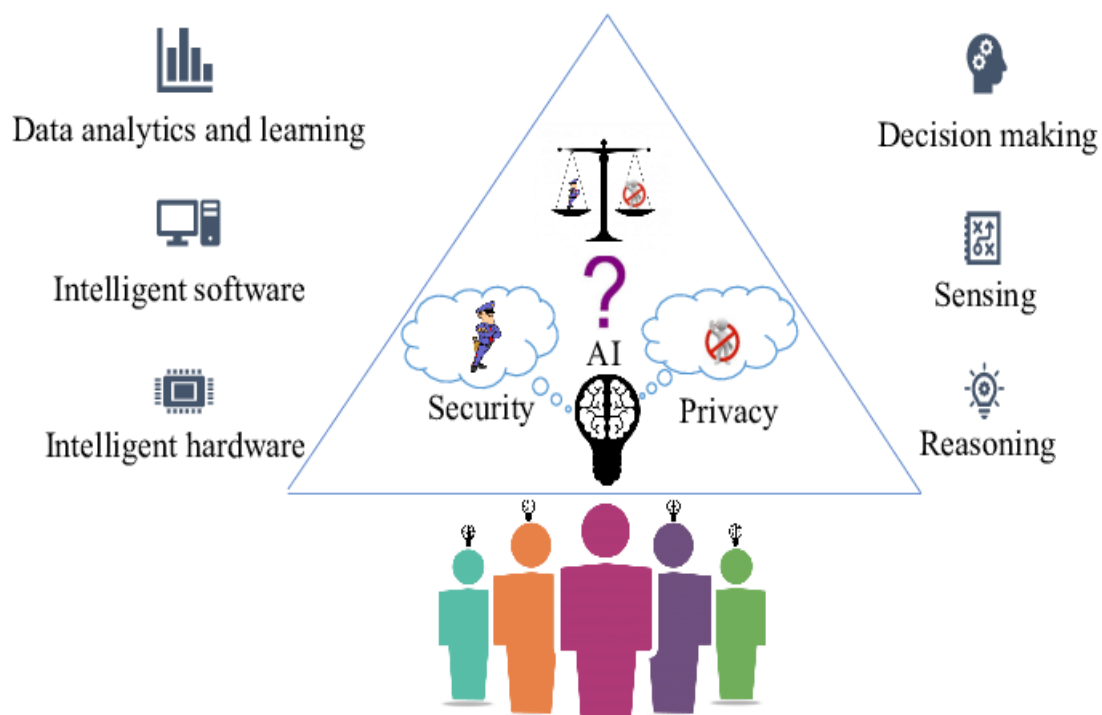 Data analytics and learning
Decision making
Intelligent software
Sensing
?
AI
Security
Privacy
Intelligent hardware
Reasoning